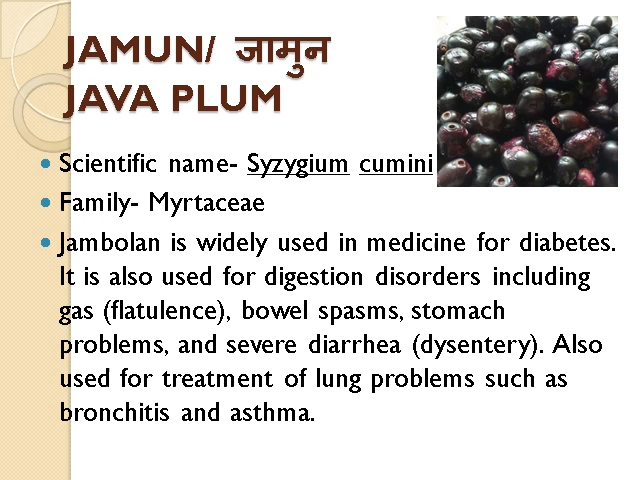 JAMUN/ जामुन
JAVA PLUM
Scientific name- Syzygium cumini
Family- Myrtaceae
Jambolan is widely used in medicine for diabetes.
It is also used for digestion disorders including
gas (flatulence), bowel spasms, stomach
problems, and severe diarrhea (dysentery). Also
used for treatment of lung problems such as
bronchitis and asthma.